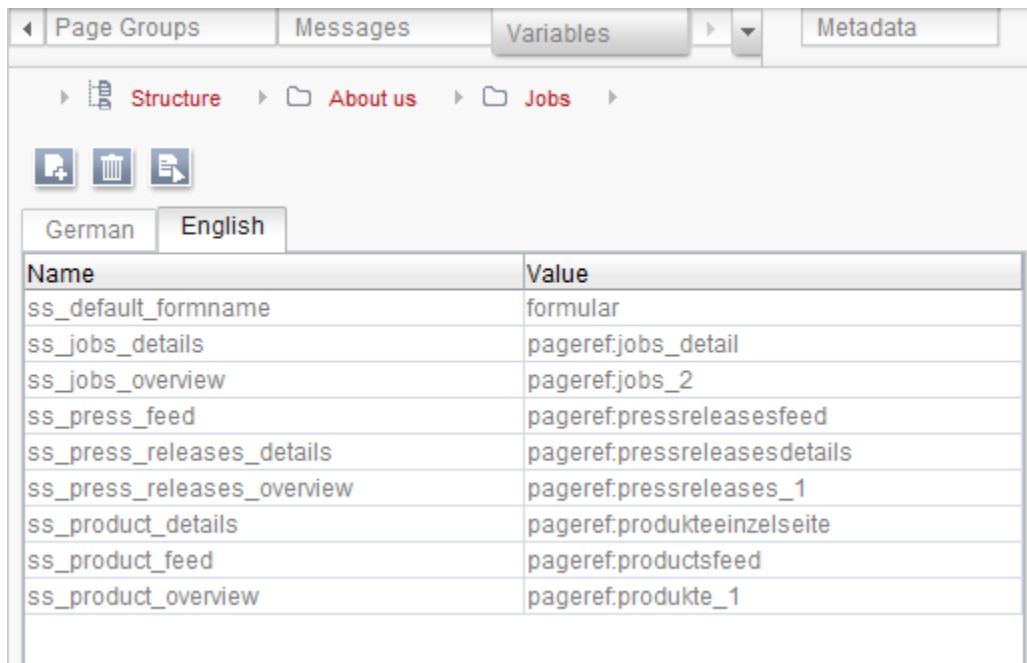 Page Groups Messages Variables Metadata
Structure About us Jobs
German English
Name Value
ss_default_formname formular
ss_jobs_details pageref:jobs_detail
ss_jobs_overview pageref:jobs_2
ss_press_feed pageref:pressreleasesfeed
ss_press_releases_details pageref:pressreleasesdetails
ss_press_releases_overview pageref:pressreleases_1
ss_product_details pageref:produkteeinzelseite
ss_product_feed pageref:productsfeed
ss_product_overview pageref:produkte_1